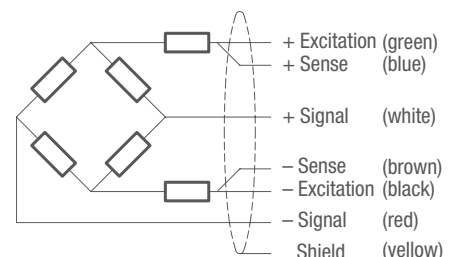 + Excitation (green)
+ Sense (blue)
+ Signal (white)
– Sense (brown)
– Excitation (black)
– Signal (red)
Shield (yellow)